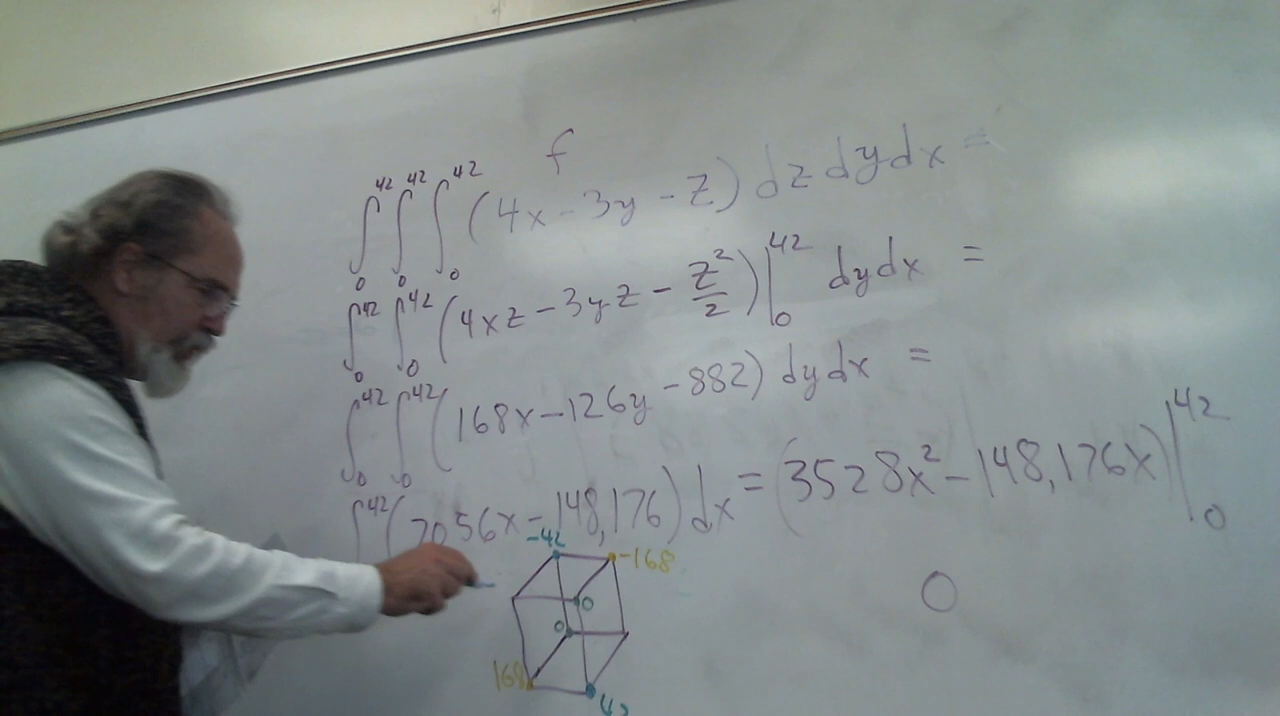 f
∫₀⁴² ∫₀⁴² ∫₀⁴² (4x - 3y - z) dz dy dx =
∫₀⁴² ∫₀⁴² (4xz - 3yz - z²/2)|₀⁴² dy dx =
∫₀⁴² ∫₀⁴² (168x - 126y - 882) dy dx =
∫⁴² (7056x - 148,176) dx = (3528x² - 148,176x)|₀⁴²
-42
-168
0
0
0
168
42